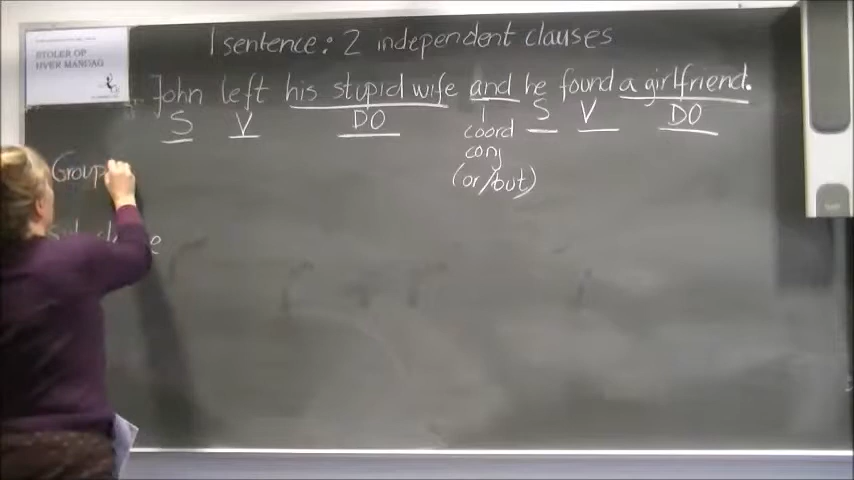 1 sentence: 2 independent clauses
STOLER OP
HVER MANDAG
John left his stupid wife and he found a girlfriend.
S V DO coord S V DO
conj
(or/but)
Group